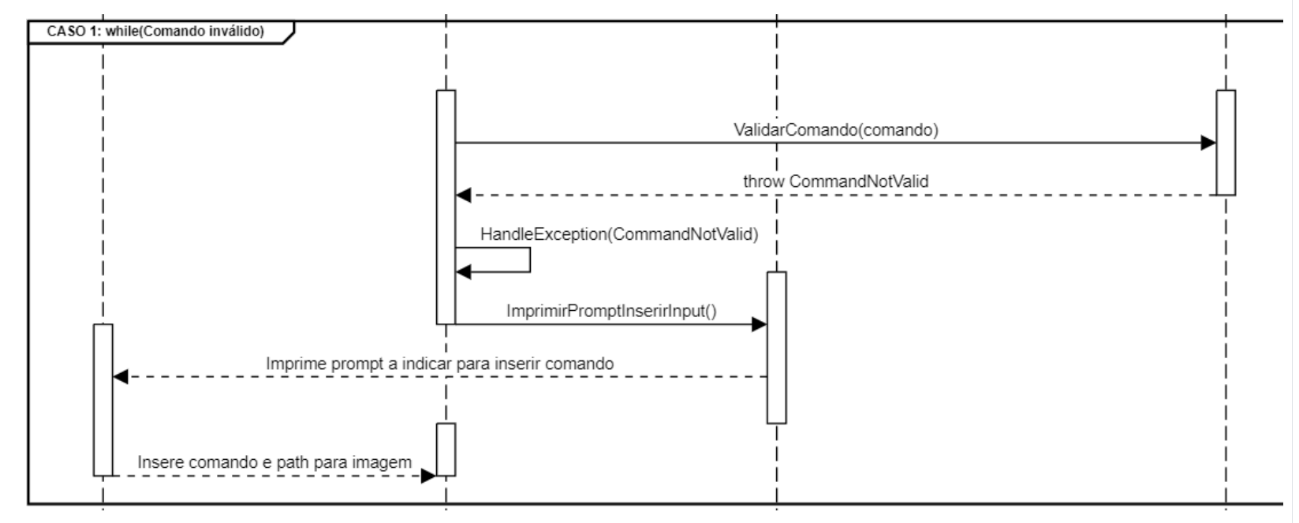 CASO 1: while(Comando inválido)
ValidarComando(comando)
throw CommandNotValid
HandleException(CommandNotValid)
ImprimirPromptInserirInput()
Imprime prompt a indicar para inserir comando
Insere comando e path para imagem